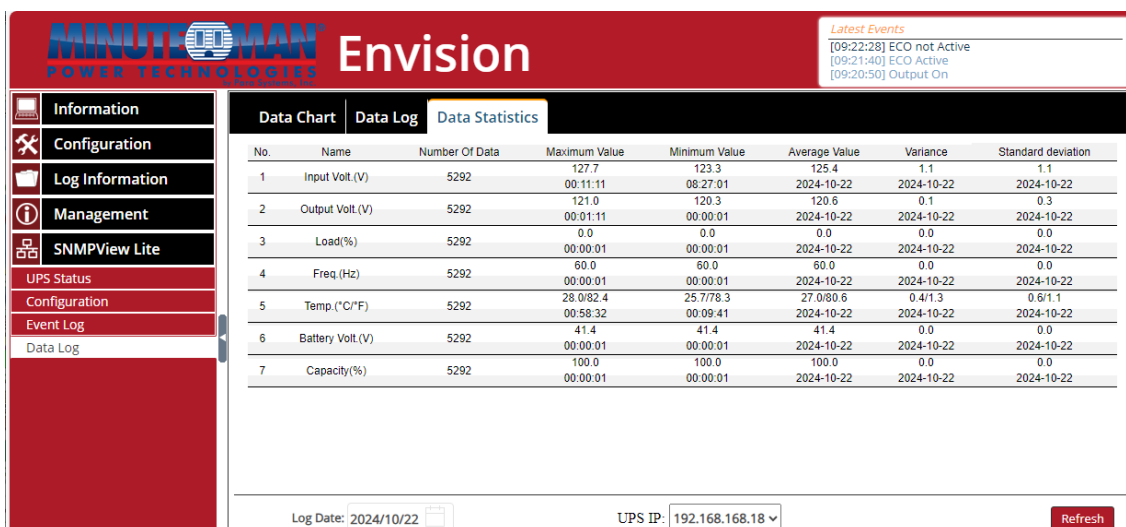 MINUTEMAN
POWER TECHNOLOGIES
Envision
Latest Events
[09:22:28] ECO not Active
[09:21:40] ECO Active
[09:20:50] Output On
Information
Configuration
Log Information
Management
SNMPView Lite
UPS Status
Configuration
Event Log
Data Log
Data Chart Data Log Data Statistics
No. Name Number Of Data Maximum Value Minimum Value Average Value Variance Standard deviation
1 Input Volt.(V) 5292 127.7 123.3 125.4 1.1 1.1
00:11:11 08:27:01 2024-10-22 2024-10-22 2024-10-22
2 Output Volt.(V) 5292 121.0 120.3 120.6 0.1 0.3
00:01:11 00:00:01 2024-10-22 2024-10-22 2024-10-22
3 Load(%) 5292 0.0 0.0 0.0 0.0 0.0
00:00:01 00:00:01 2024-10-22 2024-10-22 2024-10-22
4 Freq.(Hz) 5292 60.0 60.0 60.0 0.0 0.0
00:00:01 00:00:01 2024-10-22 2024-10-22 2024-10-22
5 Temp.(°C/°F) 5292 28.0/82.4 25.7/78.3 27.0/80.6 0.4/1.3 0.6/1.1
00:58:32 00:09:41 2024-10-22 2024-10-22 2024-10-22
6 Battery Volt.(V) 5292 41.4 41.4 41.4 0.0 0.0
00:00:01 00:00:01 2024-10-22 2024-10-22 2024-10-22
7 Capacity(%) 5292 100.0 100.0 100.0 0.0 0.0
00:00:01 00:00:01 2024-10-22 2024-10-22 2024-10-22
Log Date: 2024/10/22 UPS IP: 192.168.168.18 Refresh